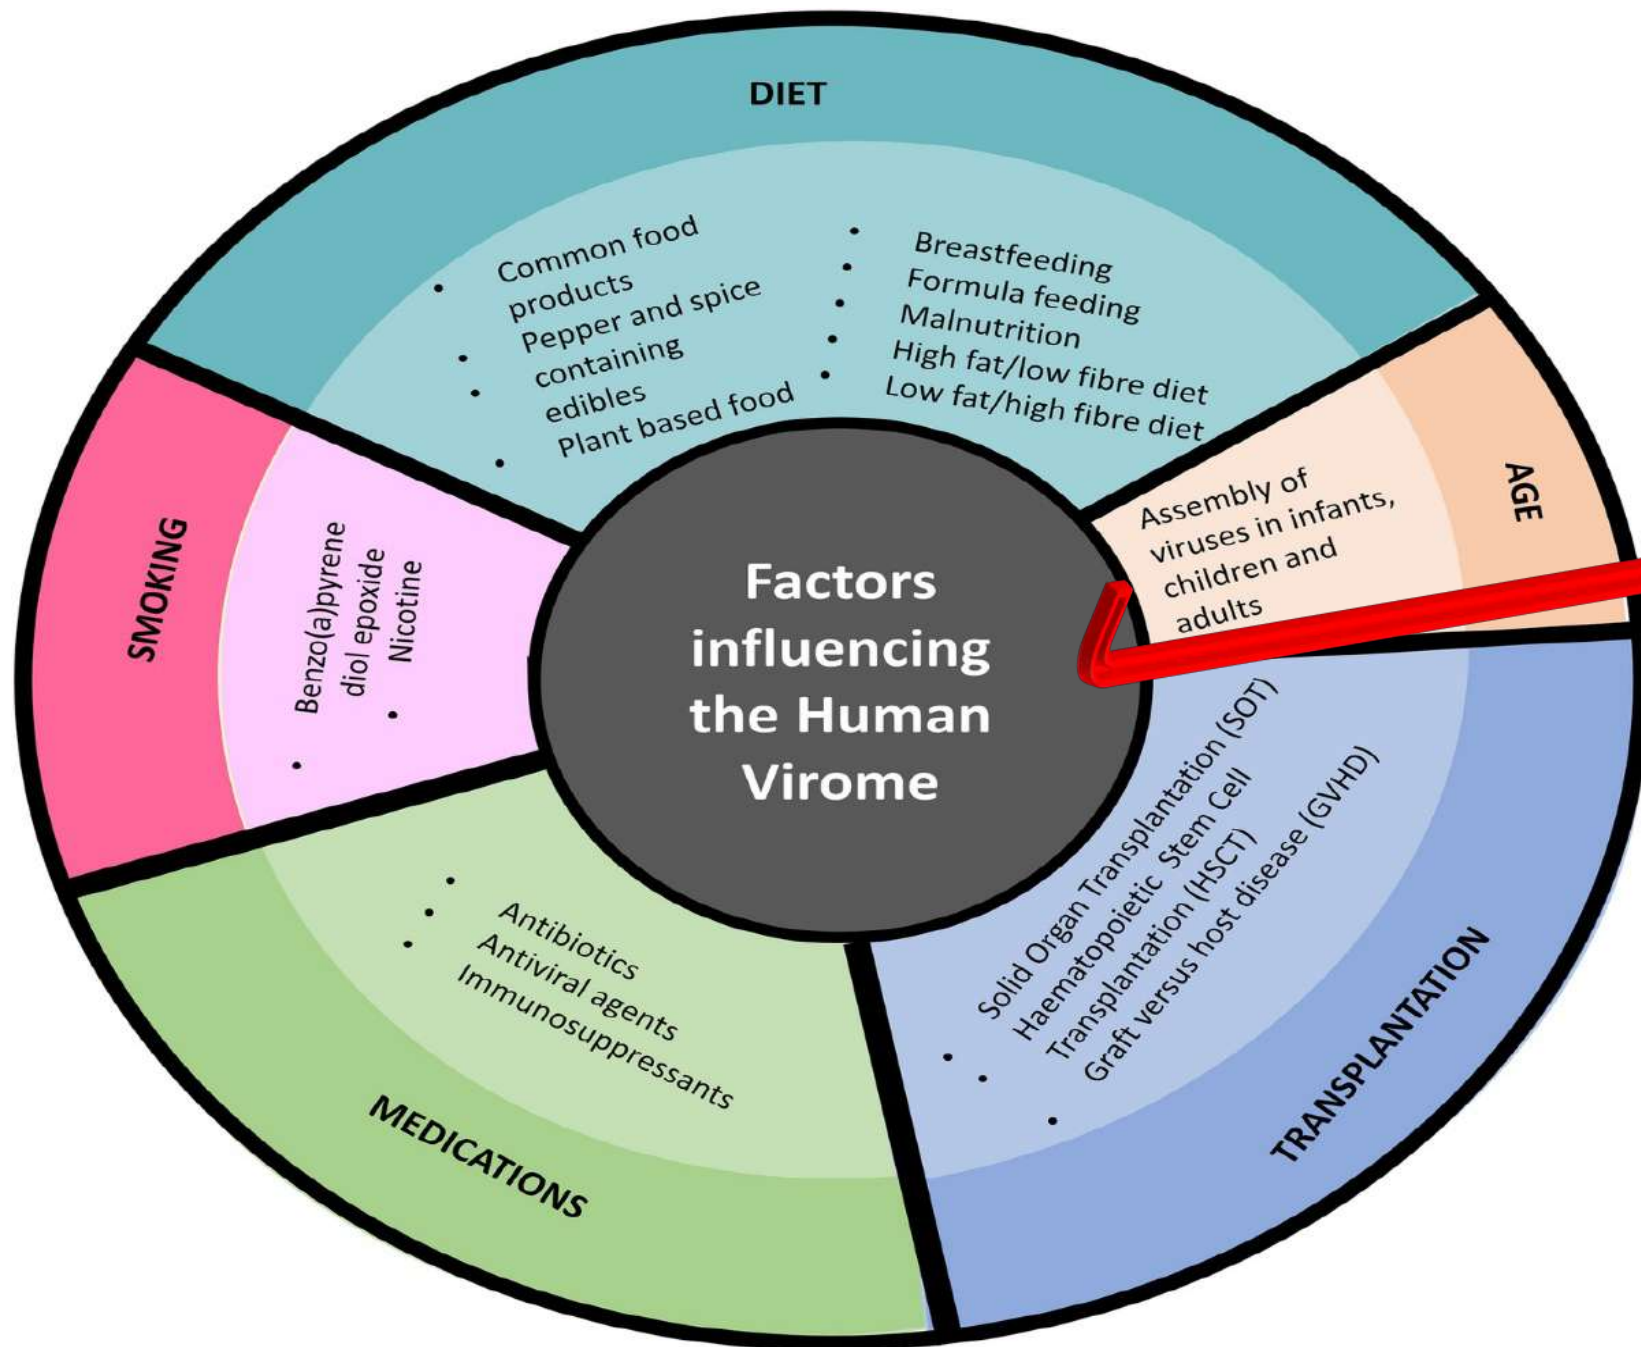 DIET
Common food
products
Pepper and spice
containing
edibles
Plant based food
Breastfeeding
Formula feeding
Malnutrition
High fat/low fibre diet
Low fat/high fibre diet
AGE
Assembly of
viruses in infants,
children and
adults
SMOKING
Benzo(a)pyrene
diol epoxide
Nicotine
Factors
influencing
the Human
Virome
Solid Organ Transplantation (SOT)
Haematopoietic Stem Cell
Transplantation (HSCT)
Graft versus host disease (GVHD)
TRANSPLANTATION
Antibiotics
Antiviral agents
Immunosuppressants
MEDICATIONS